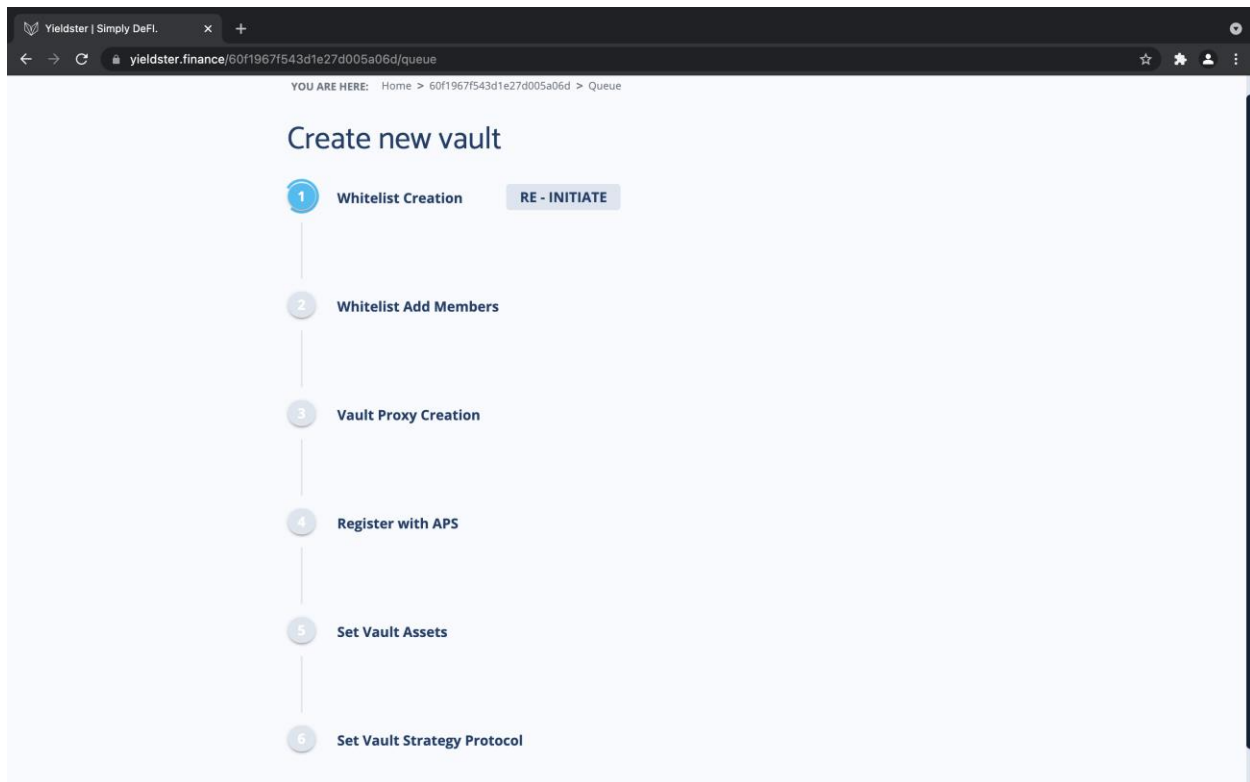 Yieldster | Simply DeFI.
yieldster.finance/60f1967f543d1e27d005a06d/queue
YOU ARE HERE: Home > 60f1967f543d1e27d005a06d > Queue
Create new vault
1 Whitelist Creation RE - INITIATE
2 Whitelist Add Members
3 Vault Proxy Creation
4 Register with APS
5 Set Vault Assets
6 Set Vault Strategy Protocol